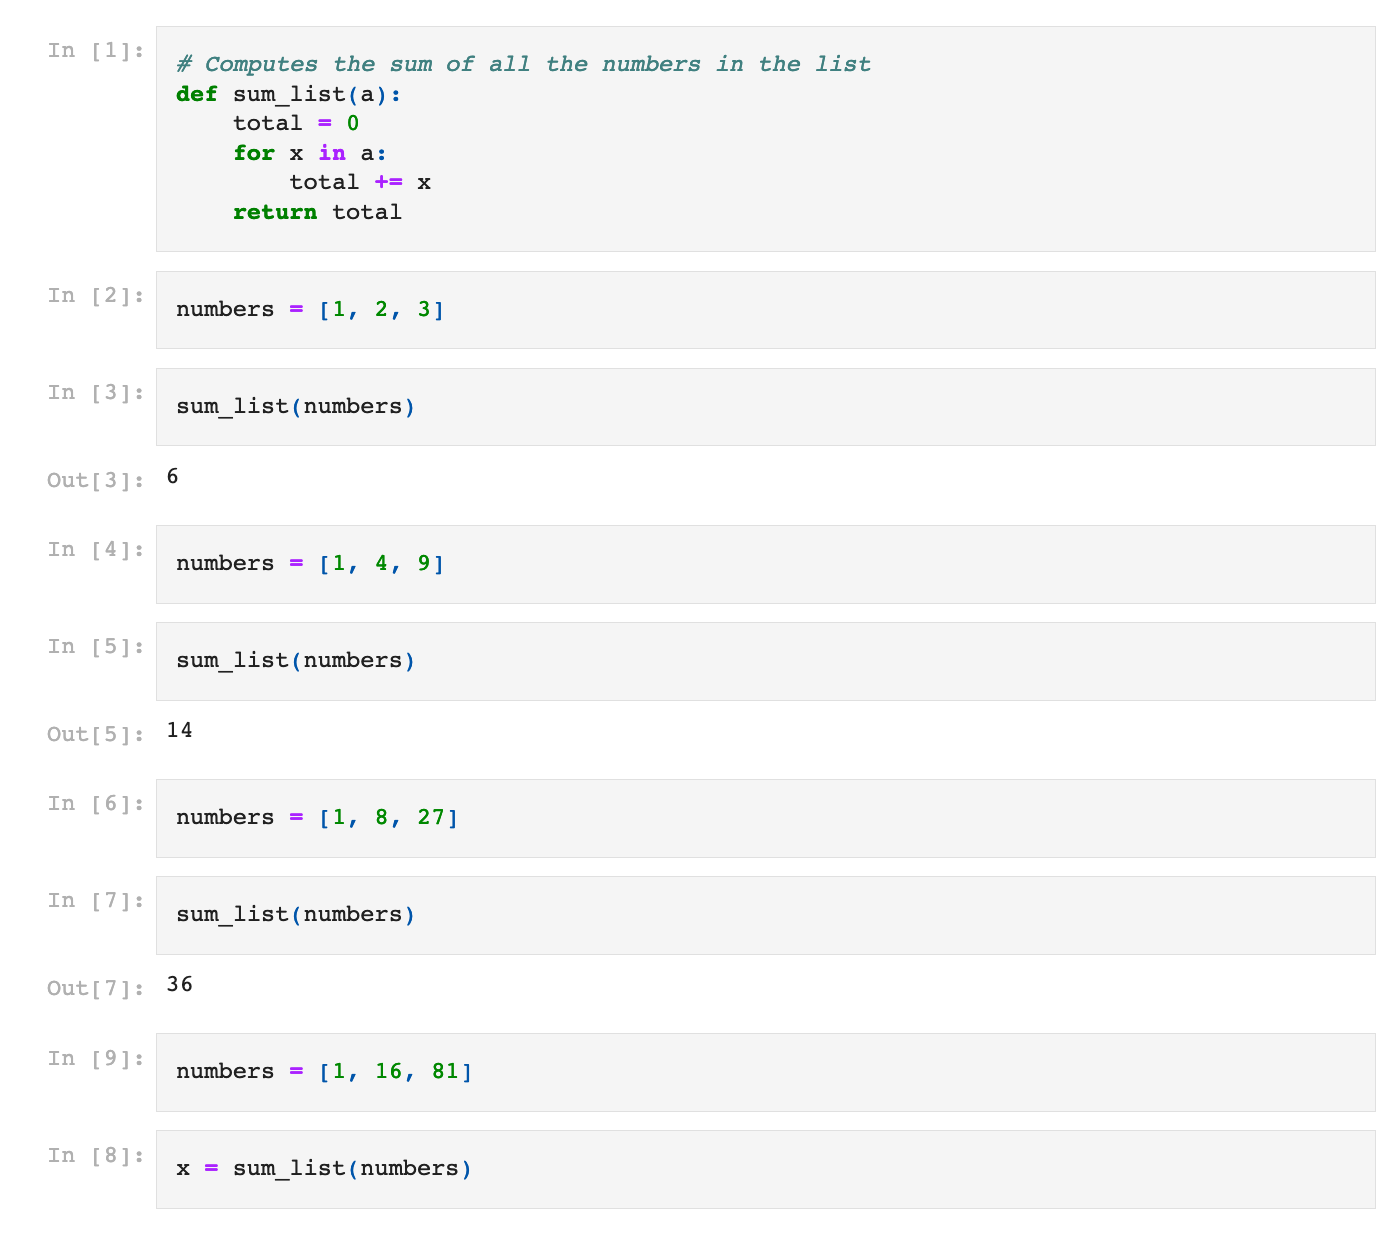 In [1]:
# Computes the sum of all the numbers in the list
def sum_list(a):
    total = 0
    for x in a:
        total += x
    return total
In [2]:
numbers = [1, 2, 3]
In [3]:
sum_list(numbers)
Out[3]:
6
In [4]:
numbers = [1, 4, 9]
In [5]:
sum_list(numbers)
Out[5]:
14
In [6]:
numbers = [1, 8, 27]
In [7]:
sum_list(numbers)
Out[7]:
36
In [9]:
numbers = [1, 16, 81]
In [8]:
x = sum_list(numbers)